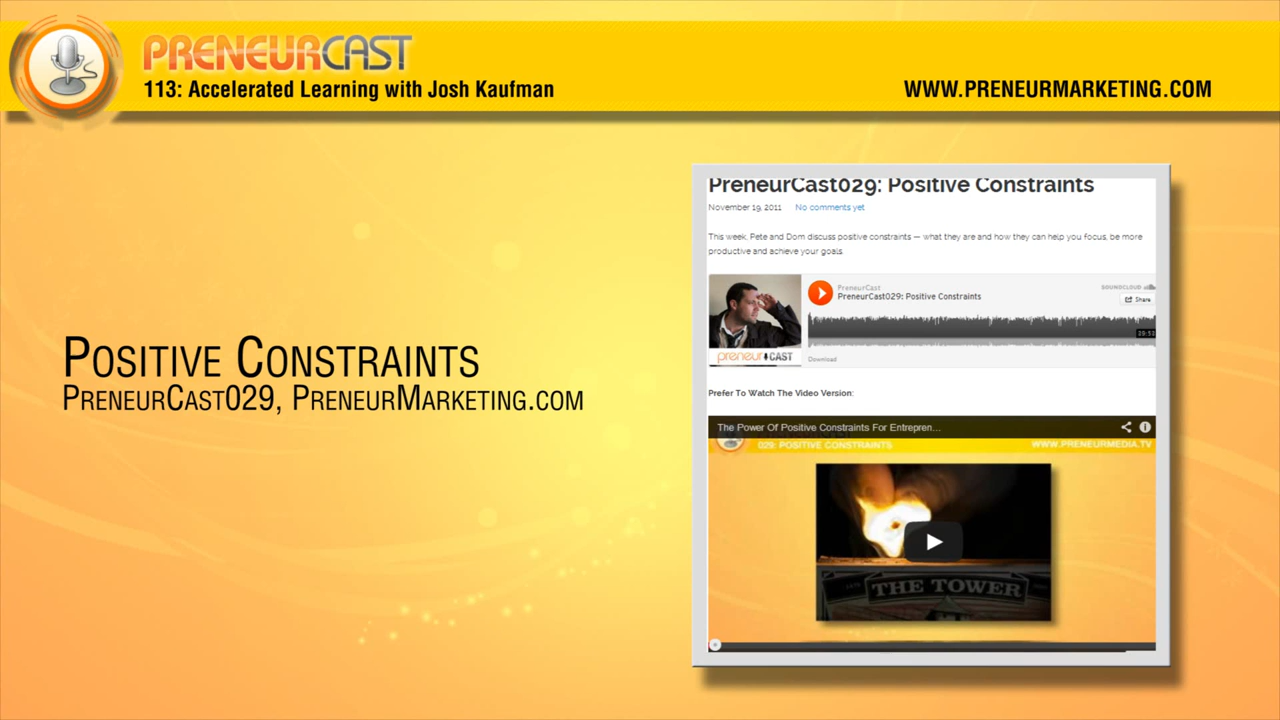 PRENEURCAST
113: Accelerated Learning with Josh Kaufman
WWW.PRENEURMARKETING.COM
POSITIVE CONSTRAINTS
PRENEURCAST029, PRENEURMARKETING.COM
PreneurCast029: Positive Constraints
November 19, 2011 No comments yet
This week, Pete and Dom discuss positive constraints — what they are and how they can help you focus, be more
productive and achieve your goals.
PreneurCast
PreneurCast029: Positive Constraints
SOUNDCLOUD
Share
preneurCAST
Download
Prefer To Watch The Video Version:
The Power Of Positive Constraints For Entrepren...
029: POSITIVE CONSTRAINTS
WWW.PRENEURMEDIA.TV
THE TOWER